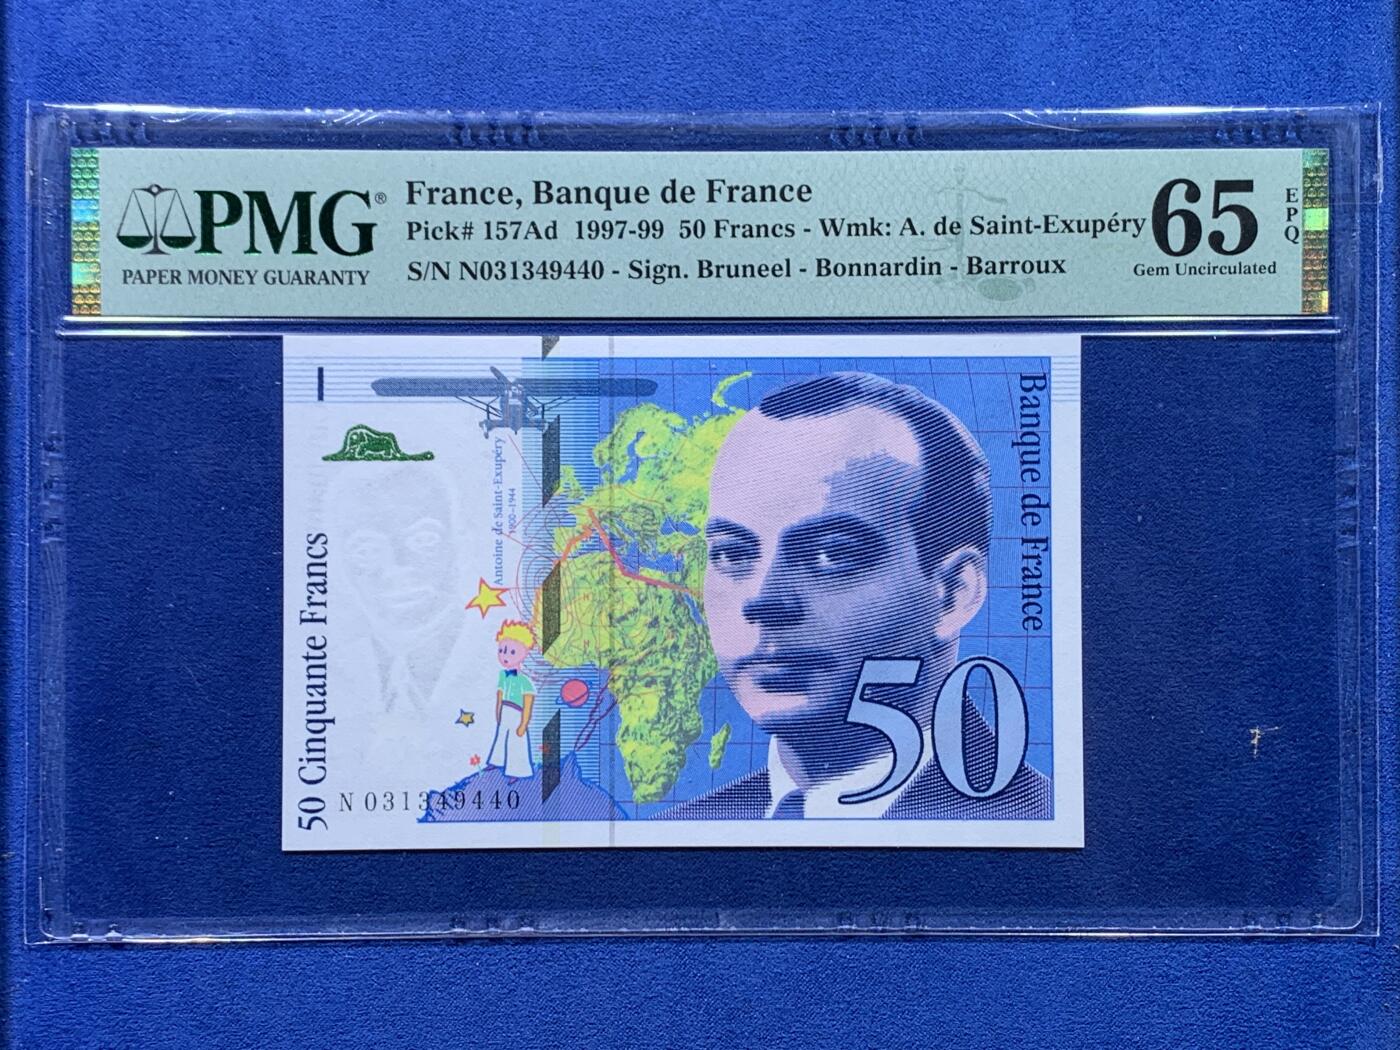 PMG®
PAPER MONEY GUARANTY
France, Banque de France
Pick# 157Ad 1997-99 50 Francs - Wmk: A. de Saint-Exupéry
S/N N031349440 - Sign. Bruneel - Bonnardin - Barroux
65
EPQ
Gem Uncirculated
50 Cinquante Francs
Antoine de Saint-Exupéry
1900-1944
Banque de France
N 031349440
50